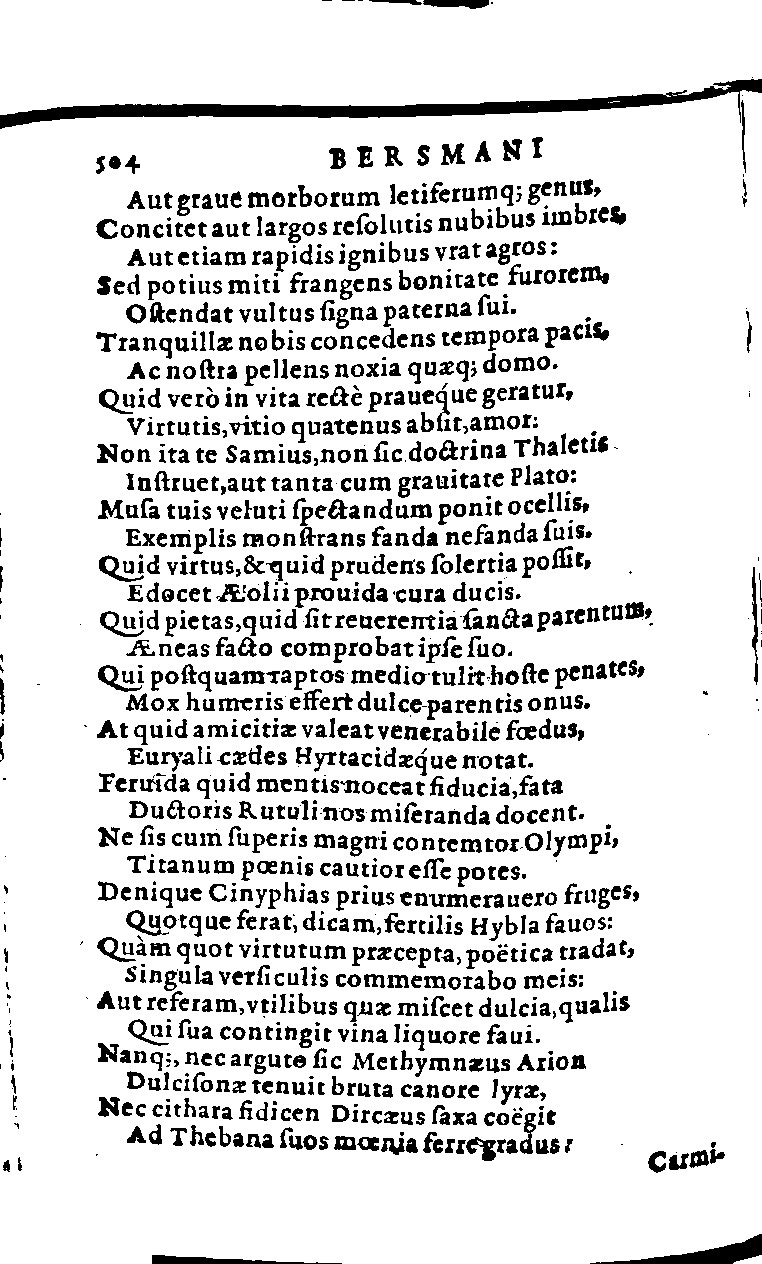 504 BERSMANI
Aut graue morborum letiferumq; genus,
Concitet aut largos reſolutis nubibus imbres,
Aut etiam rapidis ignibus vrat agros:
Sed potius miti frangens bonitate furorem,
Oſtendat vultus ſigna paterna ſui.
Tranquillæ nobis concedens tempora pacis,
Ac noſtra pellens noxia quæq; domo.
Quid verò in vita rectè praueq́ue geratur,
Virtutis, vitio quatenus abſit, amor:
Non ita te Samius, non ſic doctrina Thaletis
Inſtruet, aut tanta cum grauitate Plato:
Muſa tuis veluti ſpectandum ponit ocellis,
Exemplis monſtrans fanda nefanda ſuis.
Quid virtus, & quid prudens ſolertia poſſit,
Edocet Æolii prouida cura ducis.
Quid pietas, quid ſit reuerentia ſancta parentum,
Æneas facto comprobat ipſe ſuo.
Qui poſtquam raptos medio tulit hoſte penates,
Mox humeris effert dulce parentis onus.
At quid amicitiæ valeat venerabile fœdus,
Euryali cædes Hyrtacidæq́ue notat.
Feruida quid mentis noceat fiducia, fata
Ductoris Rutuli nos miſeranda docent.
Ne ſis cum ſuperis magni contemtor Olympi,
Titanum pœnis cautior eſſe potes.
Denique Cinyphias prius enumerauero fruges,
Quotque ferat, dicam, fertilis Hybla fauos:
Quàm quot virtutum præcepta, poëtica tradat,
Singula verſiculis commemorabo meis:
Aut referam, vtilibus quæ miſcet dulcia, qualis
Qui ſua contingit vina liquore faui.
Nanq;, nec arguto ſic Methymnæus Arion
Dulciſonæ tenuit bruta canore lyræ,
Nec cithara fidicen Dircæus ſaxa coëgit
Ad Thebana ſuos mœnia ferre gradus:
Carmi-